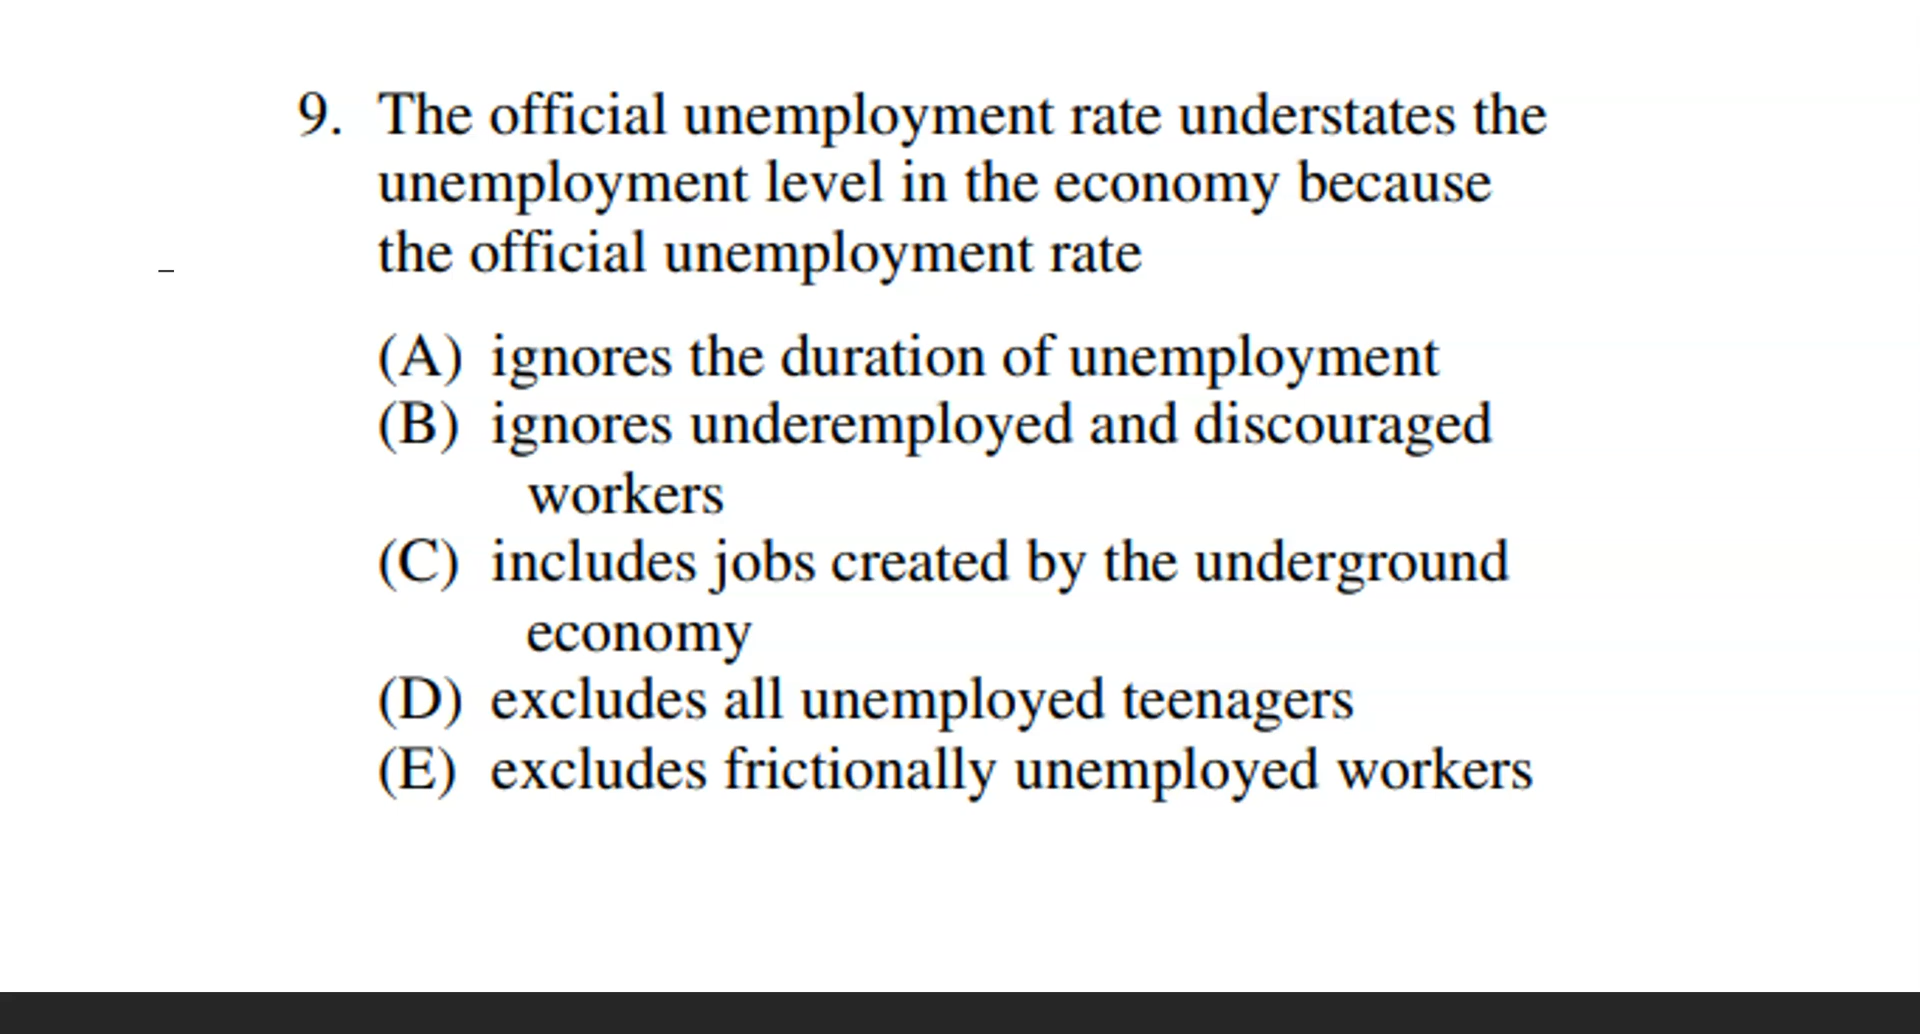 9. The official unemployment rate understates the
unemployment level in the economy because
the official unemployment rate
(A) ignores the duration of unemployment
(B) ignores underemployed and discouraged
workers
(C) includes jobs created by the underground
economy
(D) excludes all unemployed teenagers
(E) excludes frictionally unemployed workers